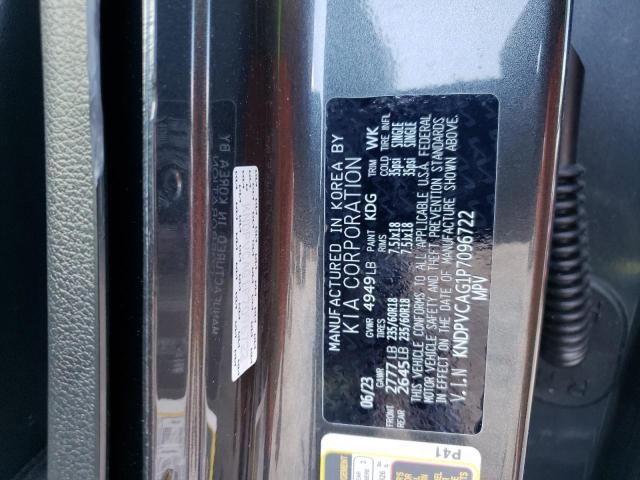 MANUFACTURED IN KOREA BY
KIA CORPORATION
06/23 GVWR 4949LB PAINT KDG TRIM WK
GAWR TIRES RIMS COLD TIRE INFL
FRONT 2747LB 235/60R18 7.5Jx18 35psi SINGLE
REAR 2645LB 235/60R18 7.5Jx18 35psi SINGLE
THIS VEHICLE CONFORMS TO ALL APPLICABLE U.S.A. FEDERAL
MOTOR VEHICLE SAFETY AND THEFT PREVENTION STANDARDS
IN EFFECT ON THE DATE OF MANUFACTURE SHOWN ABOVE.
V.I.N KNDPVCAG1P7096722
MPV
P41